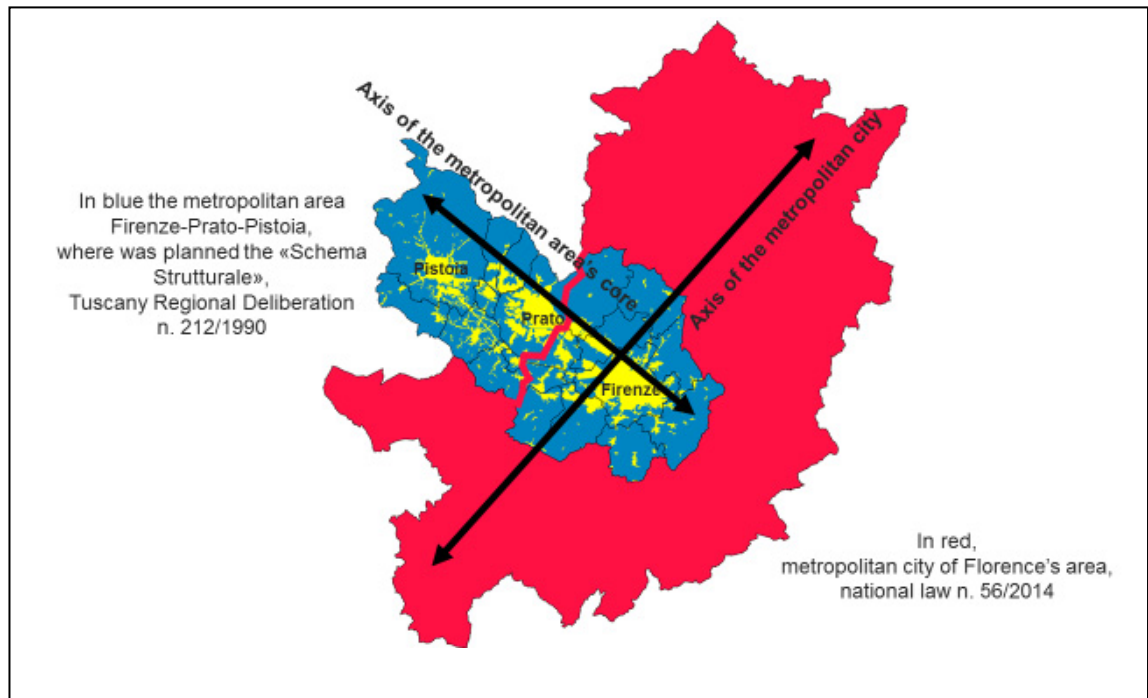 Axis of the metropolitan area's core
Axis of the metropolitan city
In blue the metropolitan area
Firenze-Prato-Pistoia,
where was planned the «Schema
Strutturale»,
Tuscany Regional Deliberation
n. 212/1990
Pistoia
Prato
Firenze
In red,
metropolitan city of Florence's area,
national law n. 56/2014